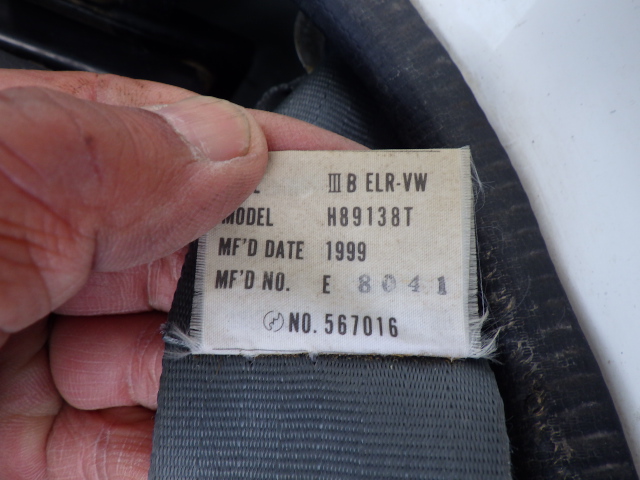 ⅢB ELR-VW
MODEL H89138T
MF'D DATE 1999
MF'D NO. E 8041
NO. 567016